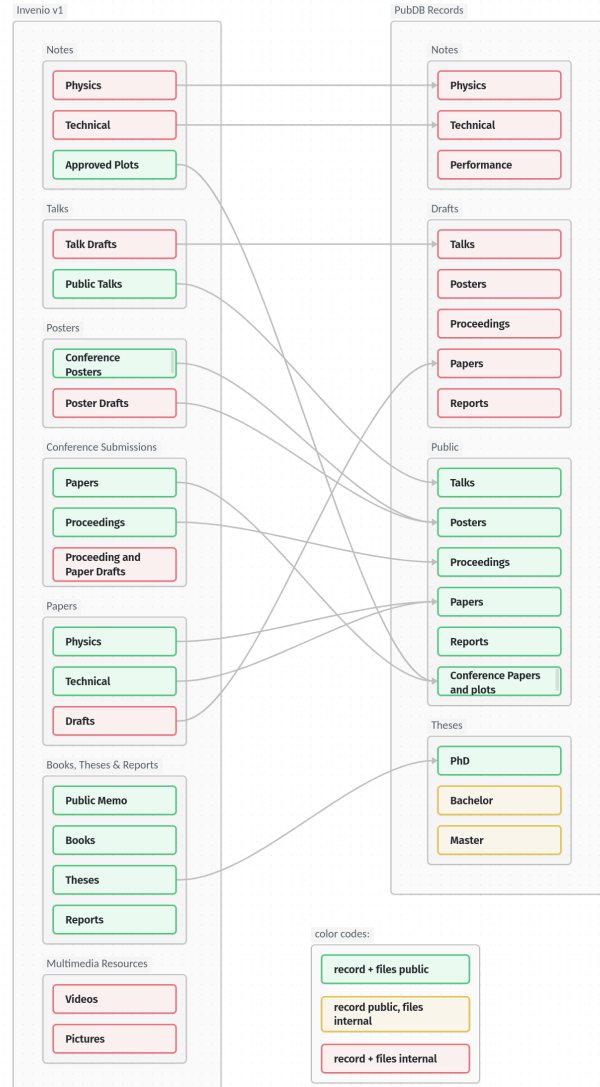 Invenio v1
Notes
Physics
Technical
Approved Plots
Talks
Talk Drafts
Public Talks
Posters
Conference
Posters
Poster Drafts
Conference Submissions
Papers
Proceedings
Proceeding and
Paper Drafts
Papers
Physics
Technical
Drafts
Books, Theses & Reports
Public Memo
Books
Theses
Reports
Multimedia Resources
Videos
Pictures
PubDB Records
Notes
Physics
Technical
Performance
Drafts
Talks
Posters
Proceedings
Papers
Reports
Public
Talks
Posters
Proceedings
Papers
Reports
Conference Papers
and plots
Theses
PhD
Bachelor
Master
color codes:
record + files public
record public, files
internal
record + files internal